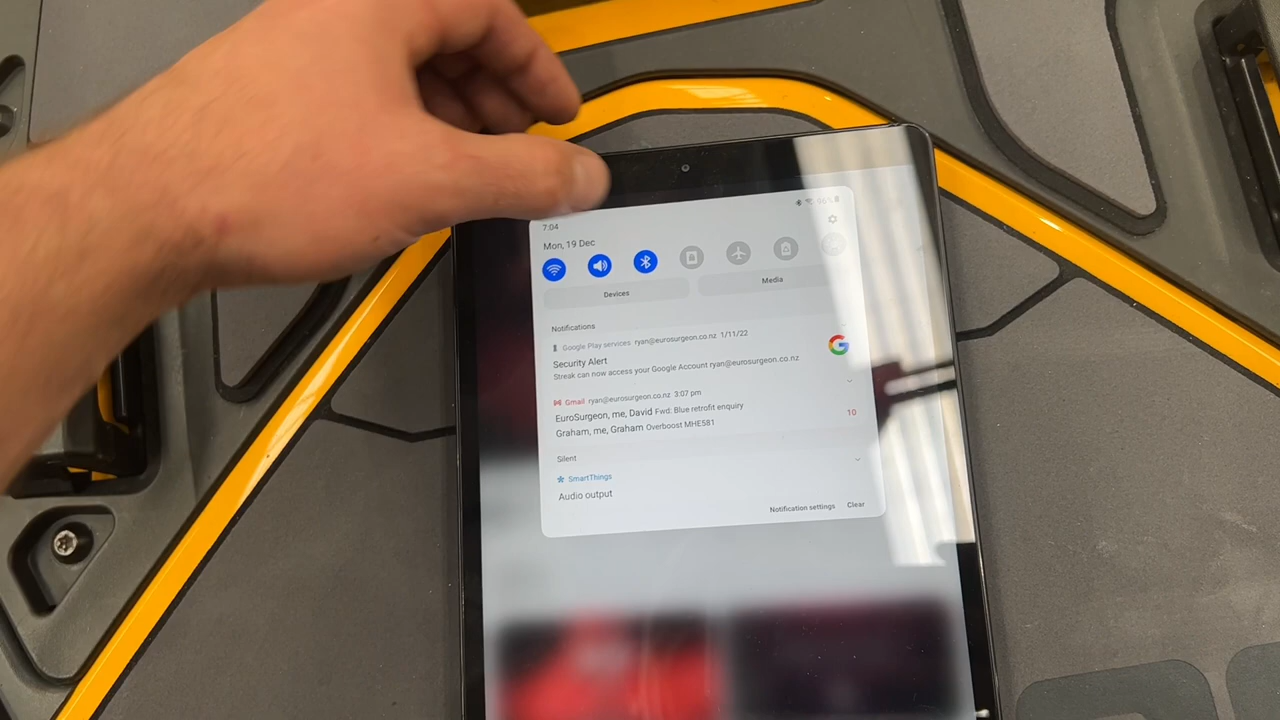 7:04
Mon, 19 Dec
Devices
Media
Notifications
Google Play services ryan@eurosurgeon.co.nz 1/11/22
Security Alert
Streak can now access your Google Account ryan@eurosurgeon.co.nz
Gmail ryan@eurosurgeon.co.nz 3:07 pm
EuroSurgeon, me, David Fwd: Blue retrofit enquiry
Graham, me, Graham Overboost MHE581
10
Silent
SmartThings
Audio output
Notification settings Clear